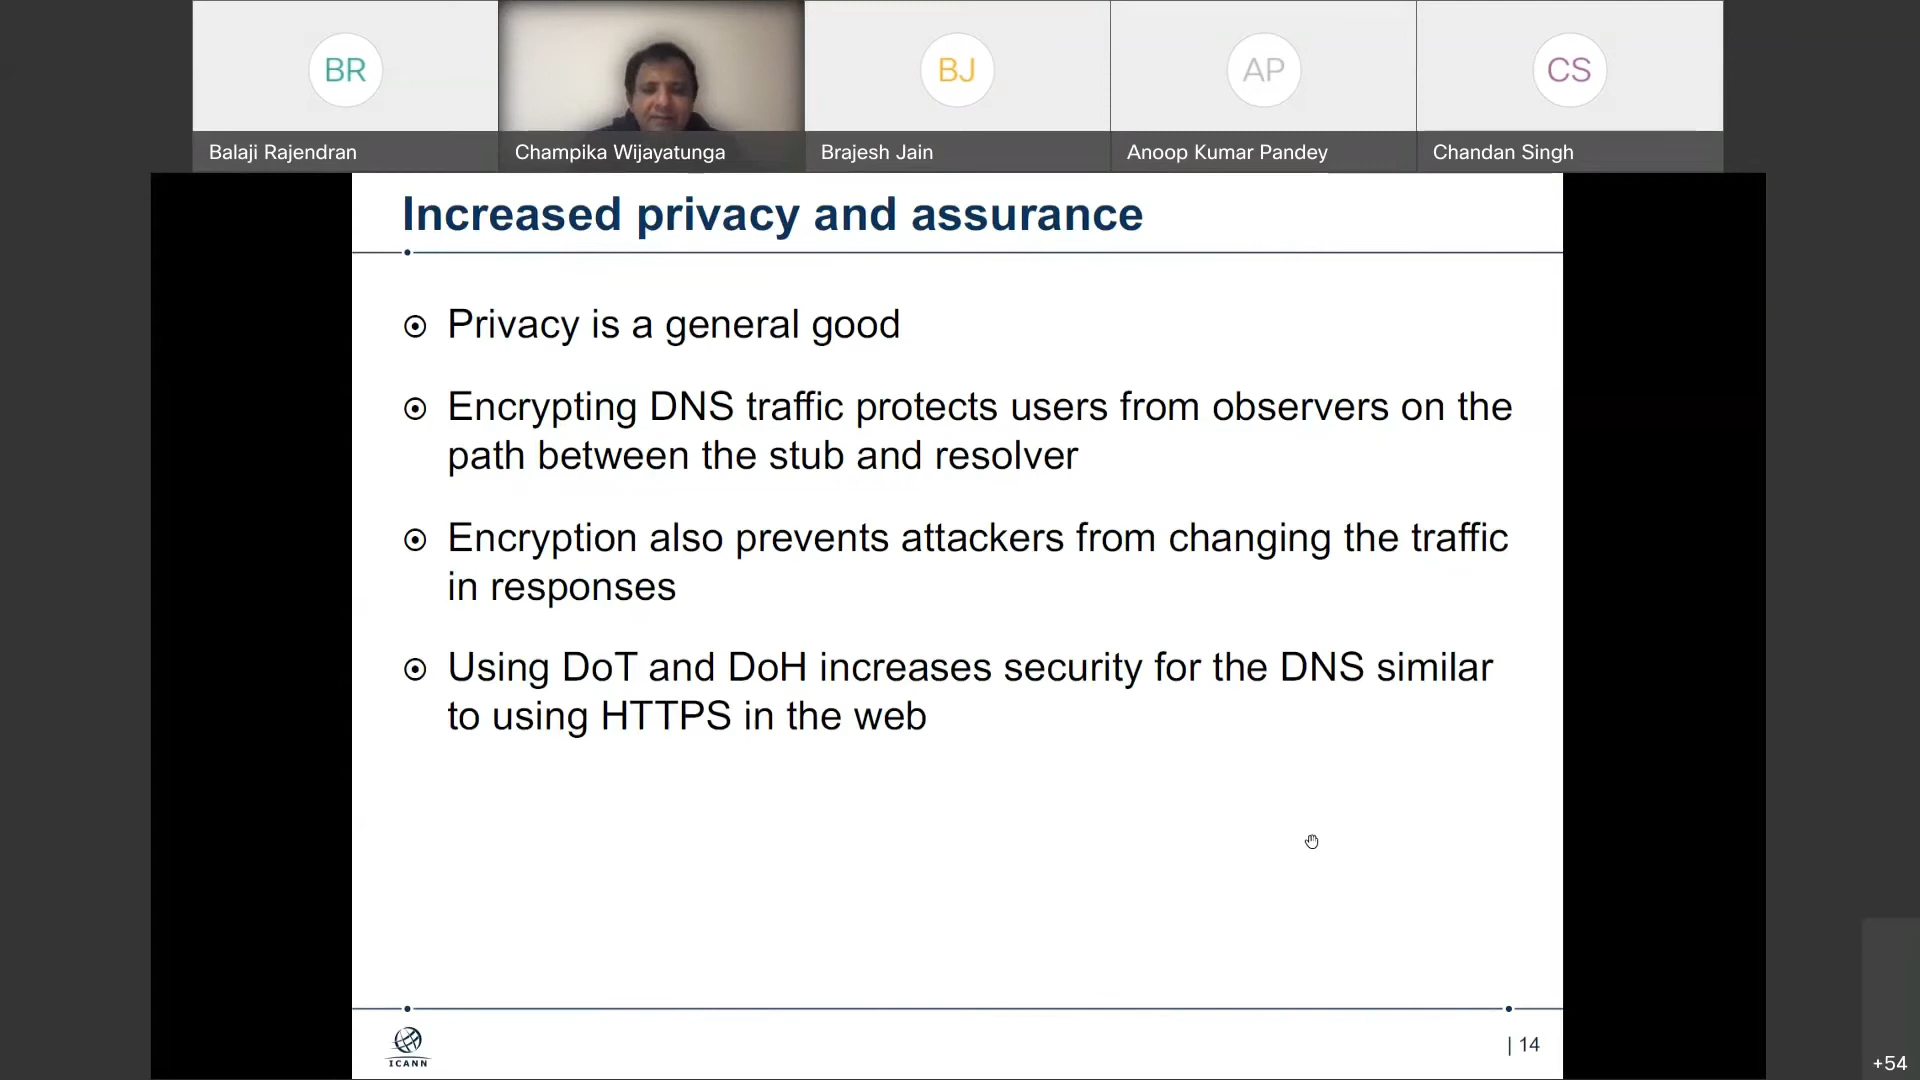 BR
BJ
AP
CS
Balaji Rajendran
Champika Wijayatunga
Brajesh Jain
Anoop Kumar Pandey
Chandan Singh
Increased privacy and assurance
Privacy is a general good
Encrypting DNS traffic protects users from observers on the
path between the stub and resolver
Encryption also prevents attackers from changing the traffic
in responses
Using DoT and DoH increases security for the DNS similar
to using HTTPS in the web
ICANN
| 14
+54